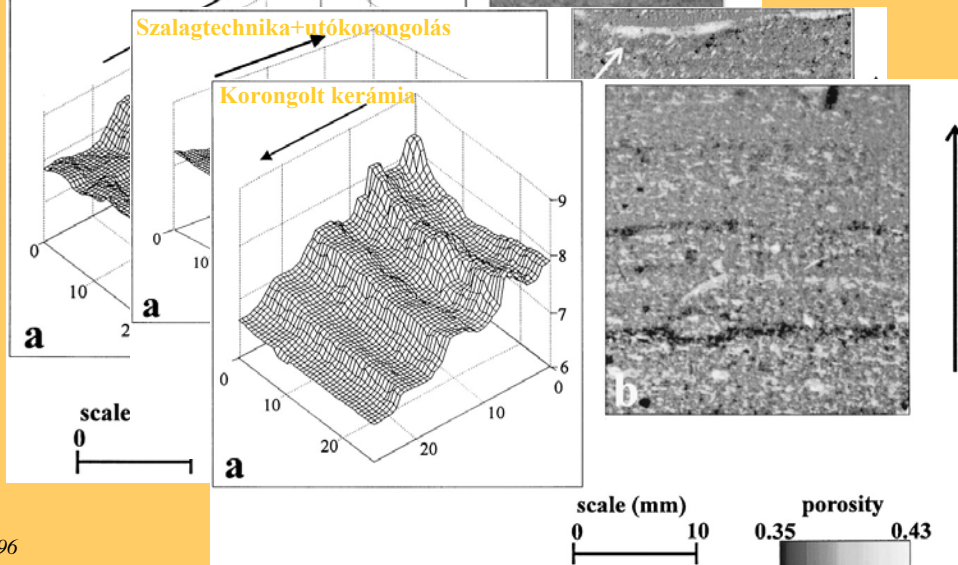 Szalagtechnika+utókorongolás
Korongolt kerámia
9
8
7
6
0
10
20
0
10
20
a
0
10
2
a
0
10
a
b
scale
0
scale (mm)
0 10
porosity
0.35 0.43
96